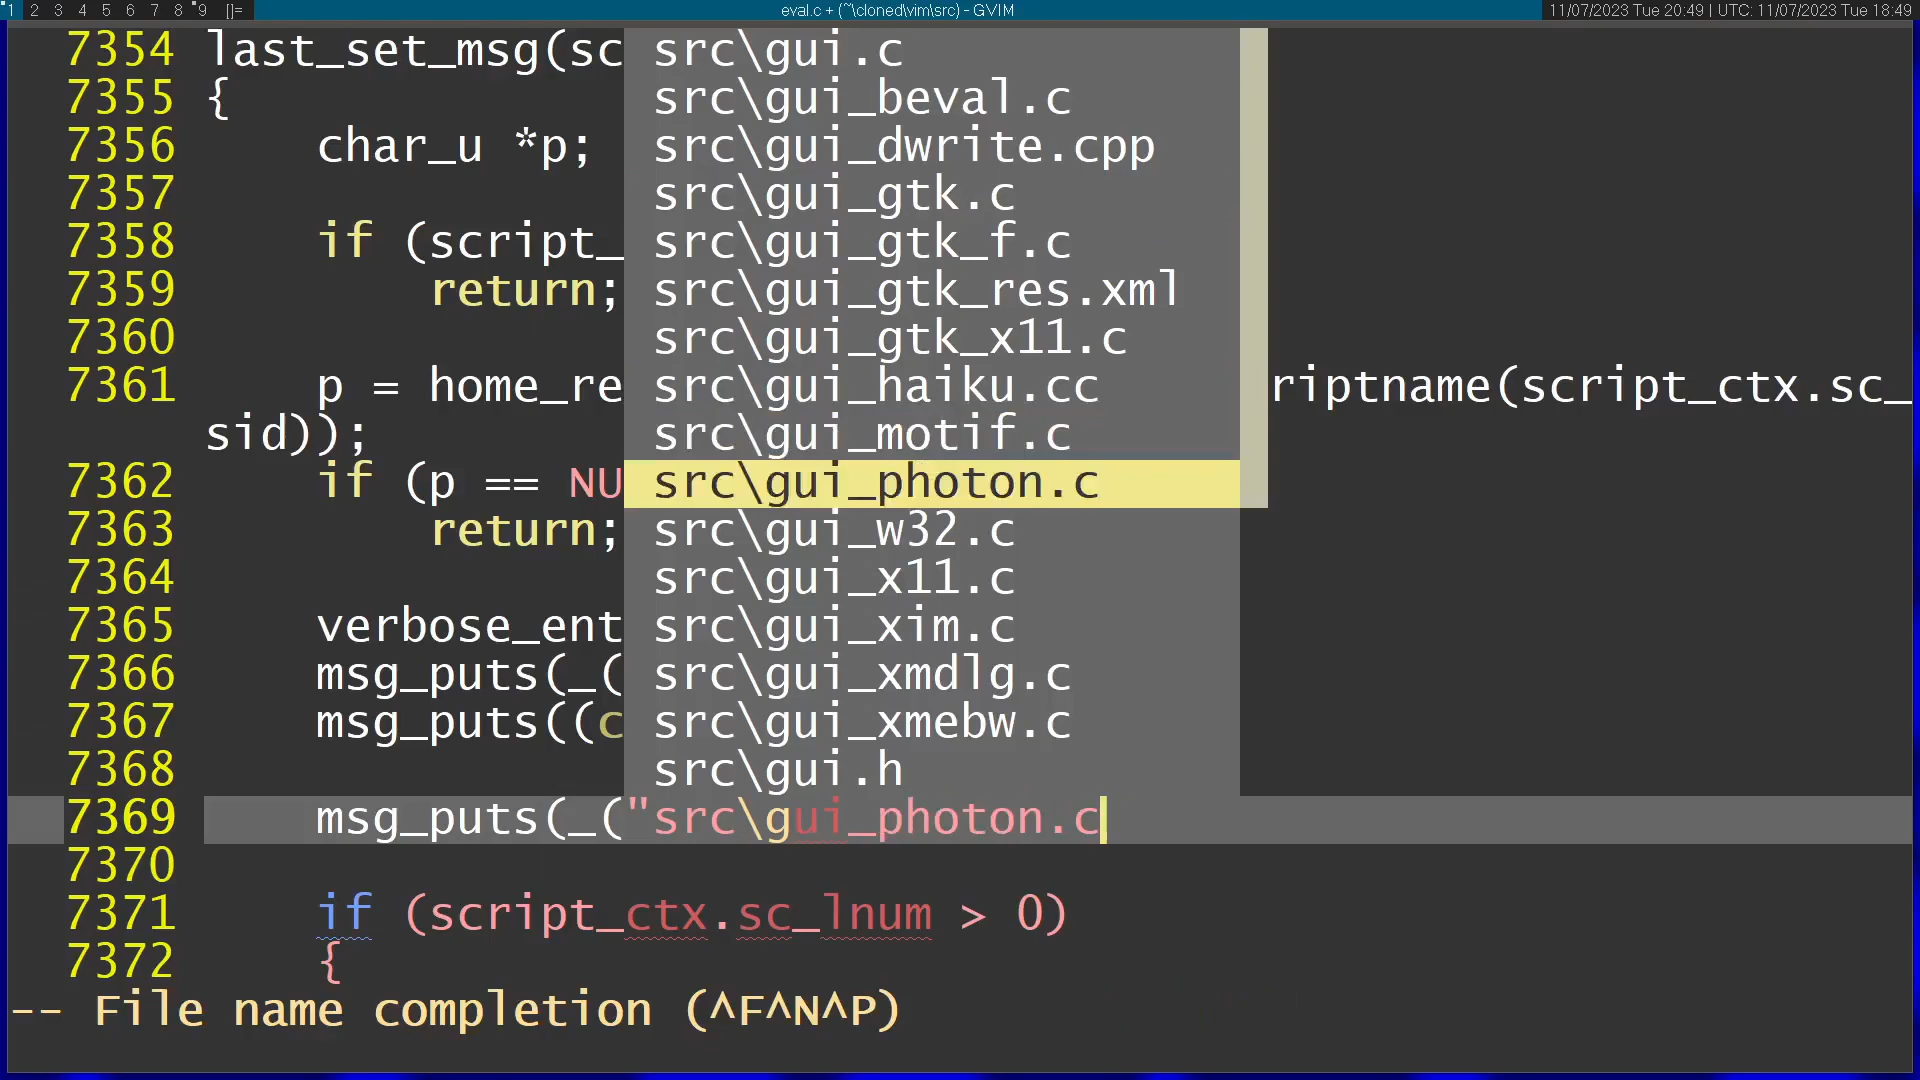 1 2 3 4 5 6 7 8 9 []= eval.c + (~\cloned\vim\src) - GVIM 11/07/2023 Tue 20:49 | UTC: 11/07/2023 Tue 18:49
7354 last_set_msg(sc src\gui.c
7355 { src\gui_beval.c
7356 char_u *p; src\gui_dwrite.cpp
7357 src\gui_gtk.c
7358 if (script_ src\gui_gtk_f.c
7359 return; src\gui_gtk_res.xml
7360 src\gui_gtk_x11.c
7361 p = home_re src\gui_haiku.cc riptname(script_ctx.sc_
sid)); src\gui_motif.c
7362 if (p == NU src\gui_photon.c
7363 return; src\gui_w32.c
7364 src\gui_x11.c
7365 verbose_ent src\gui_xim.c
7366 msg_puts(_( src\gui_xmdlg.c
7367 msg_puts((c src\gui_xmebw.c
7368 src\gui.h
7369 msg_puts(_("src\gui_photon.c
7370
7371 if (script_ctx.sc_lnum > 0)
7372 {
-- File name completion (^F^N^P)